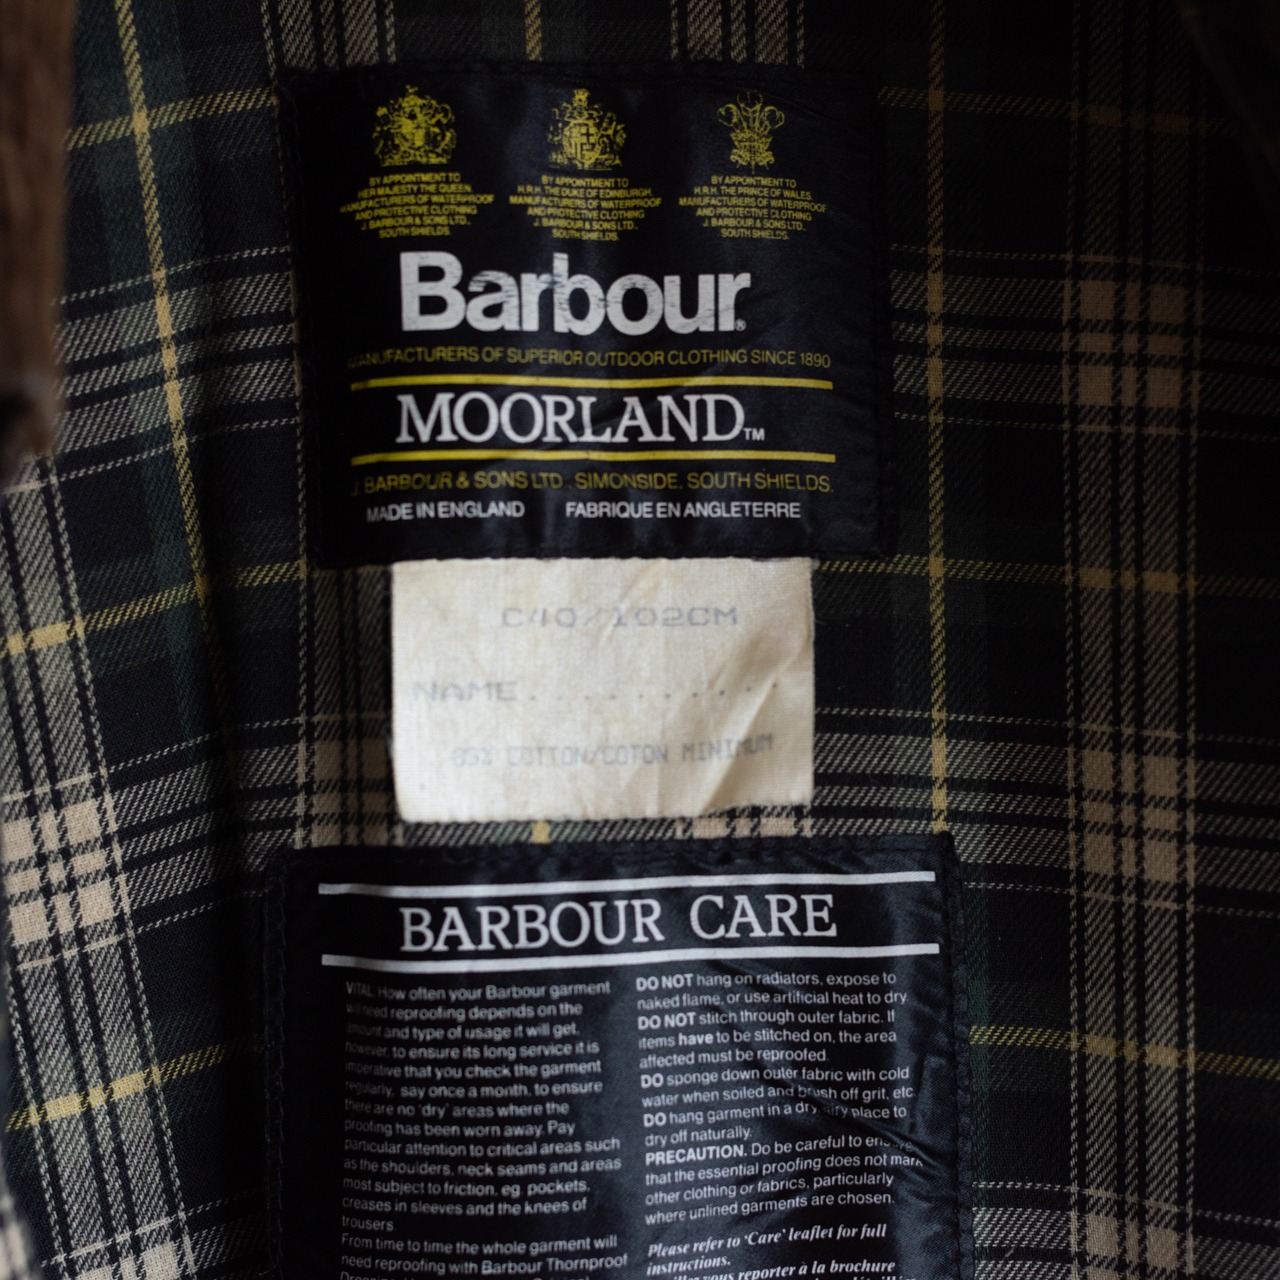 BY APPOINTMENT TO
HER MAJESTY THE QUEEN.
MANUFACTURERS OF WATERPROOF
AND PROTECTIVE CLOTHING
J. BARBOUR & SONS LTD.,
SOUTH SHIELDS.
BY APPOINTMENT TO
H.R.H. THE DUKE OF EDINBURGH.
MANUFACTURERS OF WATERPROOF
AND PROTECTIVE CLOTHING
J. BARBOUR & SONS LTD.,
SOUTH SHIELDS.
BY APPOINTMENT TO
H.R.H. THE PRINCE OF WALES.
MANUFACTURERS OF WATERPROOF
AND PROTECTIVE CLOTHING
J. BARBOUR & SONS LTD.,
SOUTH SHIELDS.
Barbour®
MANUFACTURERS OF SUPERIOR OUTDOOR CLOTHING SINCE 1890
MOORLAND™
J. BARBOUR & SONS LTD., SIMONSIDE, SOUTH SHIELDS.
MADE IN ENGLAND FABRIQUE EN ANGLETERRE
C40/102CM
NAME..........
85% COTTON/COTON MINIMUM
BARBOUR CARE
VITAL. How often your Barbour garment
will need reproofing depends on the
amount and type of usage it will get,
however, to ensure its long service it is
imperative that you check the garment
regularly, say once a month, to ensure
there are no 'dry' areas where the
proofing has been worn away. Pay
particular attention to critical areas such
as the shoulders, neck seams and areas
most subject to friction, eg. pockets,
creases in sleeves and the knees of
trousers.
From time to time the whole garment will
need reproofing with Barbour Thornproof
DO NOT hang on radiators, expose to
naked flame, or use artificial heat to dry.
DO NOT stitch through outer fabric. If
items have to be stitched on, the area
affected must be reproofed.
DO sponge down outer fabric with cold
water when soiled and brush off grit, etc.
DO hang garment in a dry airy place to
dry off naturally.
PRECAUTION. Do be careful to ensure
that the essential proofing does not mark
other clothing or fabrics, particularly
where unlined garments are chosen.
Please refer to 'Care' leaflet for full
instructions.
vous reporter à la brochure